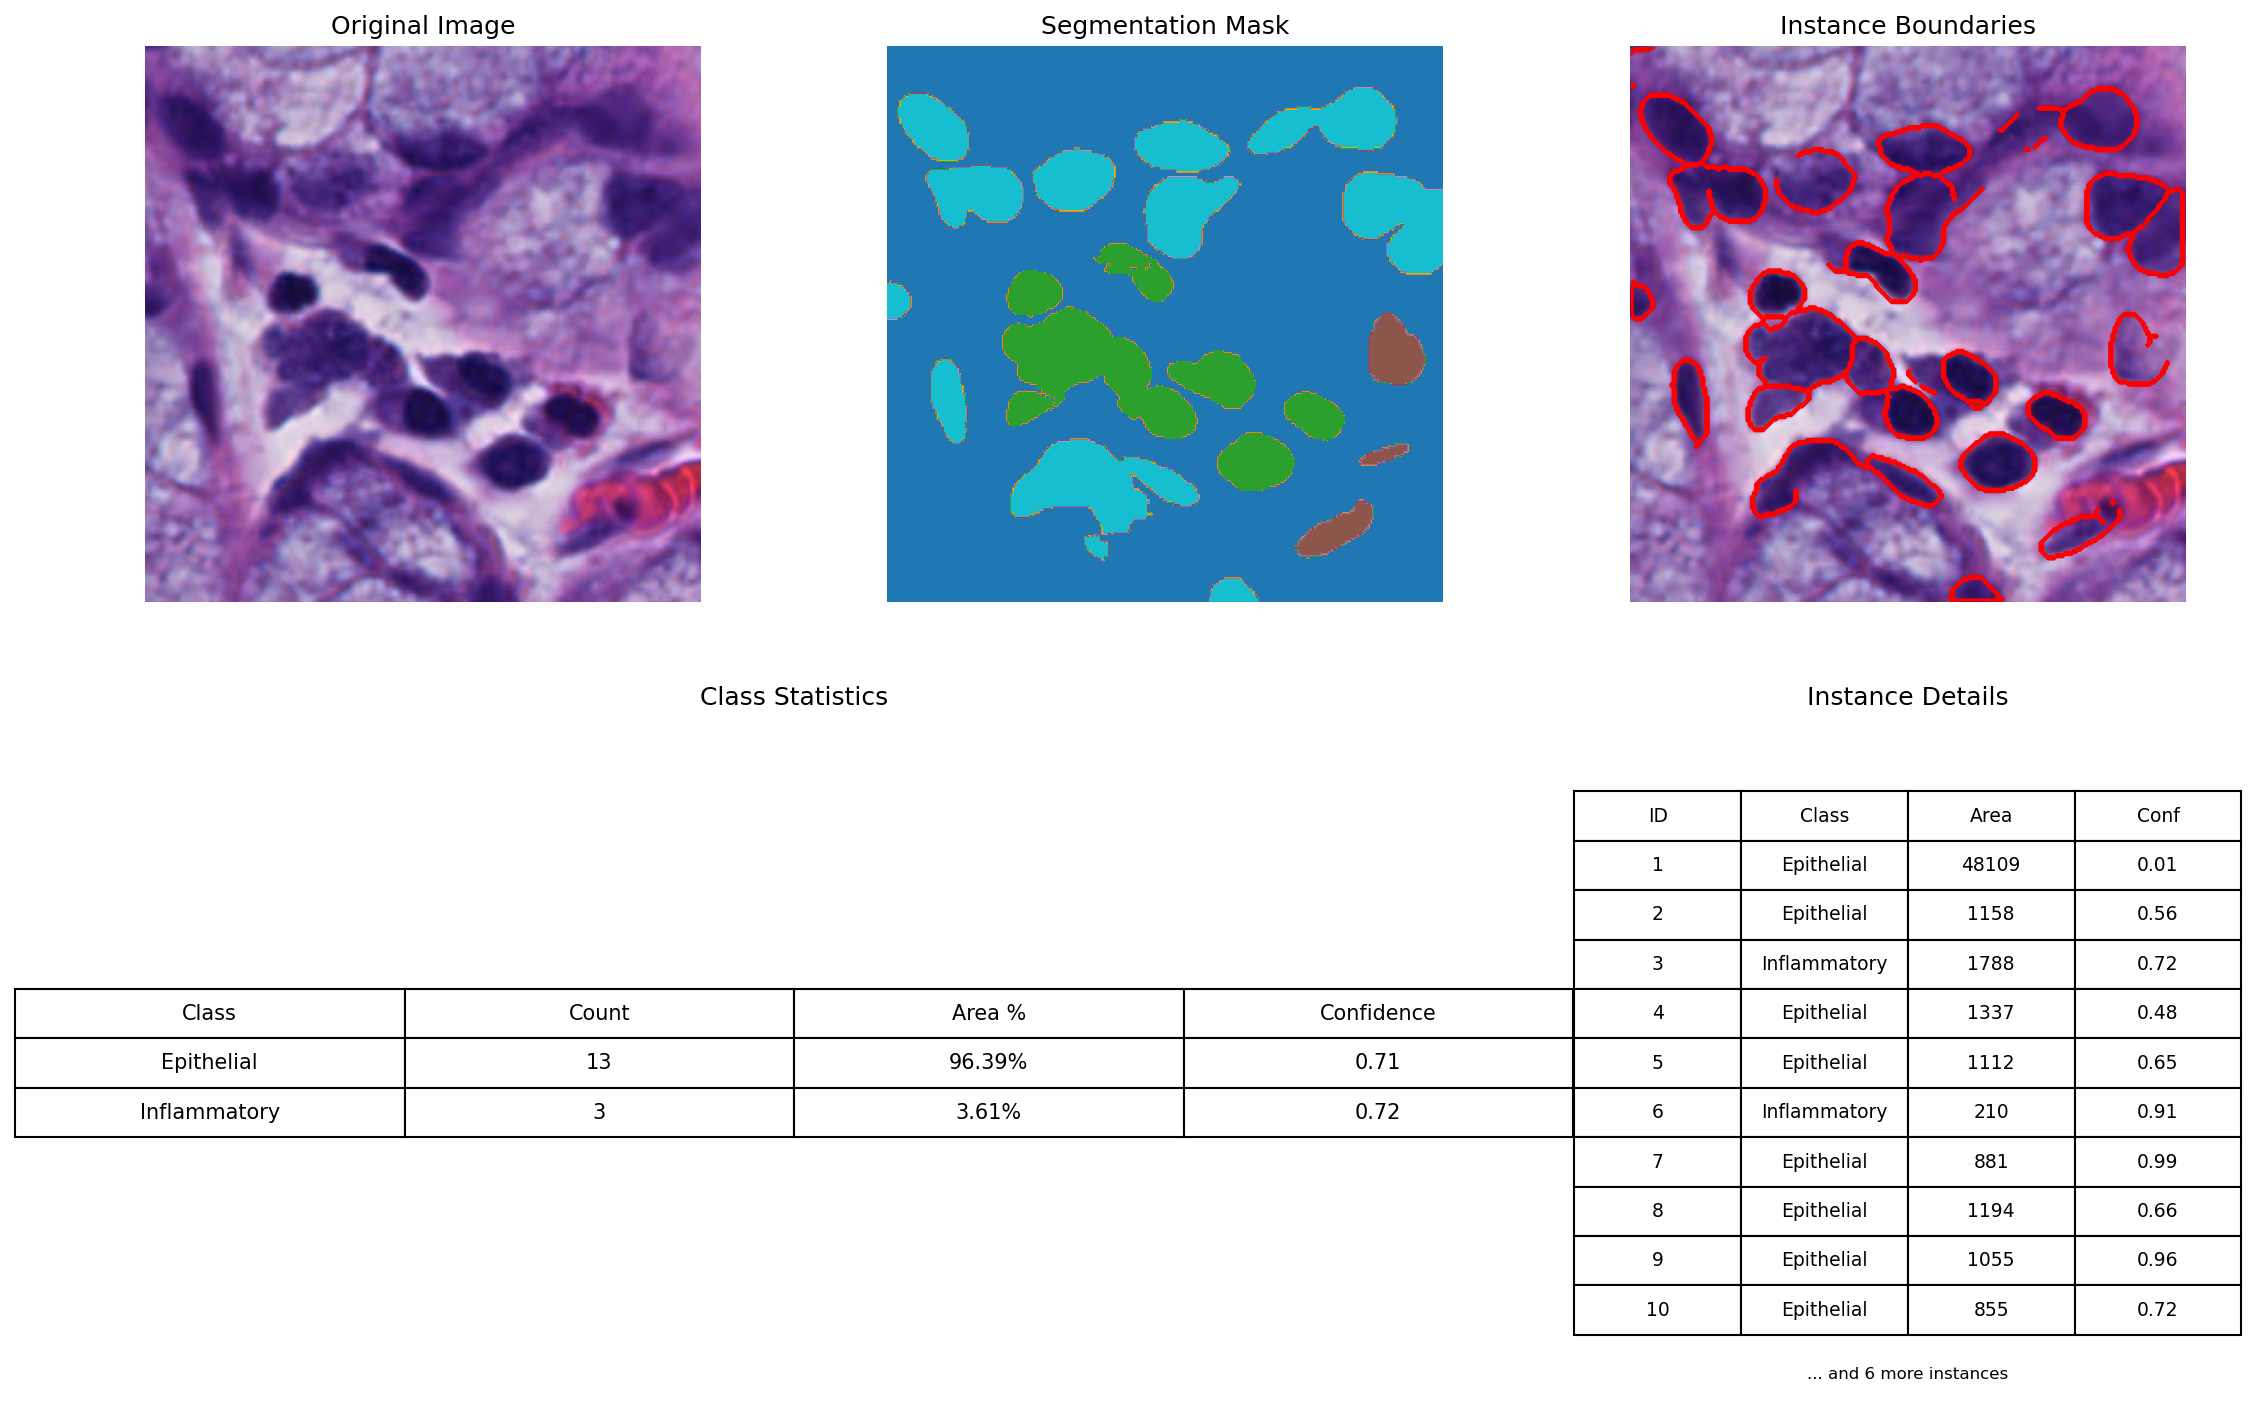 Original Image
Segmentation Mask
Instance Boundaries
Class Statistics
Class Count Area % Confidence
Epithelial 13 96.39% 0.71
Inflammatory 3 3.61% 0.72
Instance Details
ID Class Area Conf
1 Epithelial 48109 0.01
2 Epithelial 1158 0.56
3 Inflammatory 1788 0.72
4 Epithelial 1337 0.48
5 Epithelial 1112 0.65
6 Inflammatory 210 0.91
7 Epithelial 881 0.99
8 Epithelial 1194 0.66
9 Epithelial 1055 0.96
10 Epithelial 855 0.72
... and 6 more instances